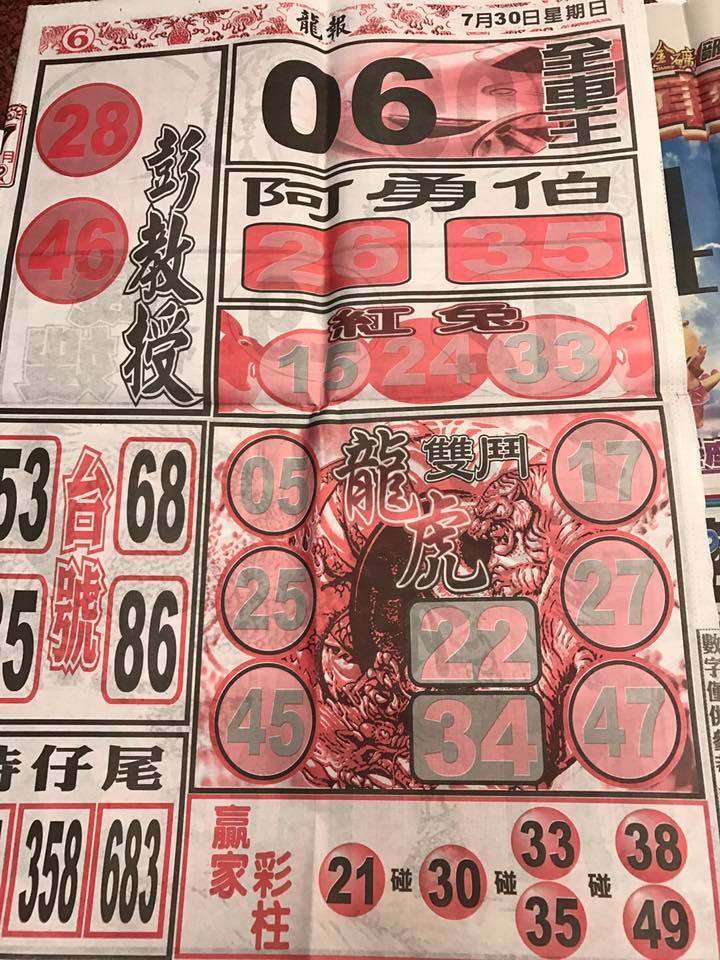 ⑥
龍報
7月30日星期日
28
46
彭教授
06
全車王
阿勇伯
26 35
紅兔
15 24 33
53 台號 68
35 86
龍虎 雙鬥
05 17
25 27
22
45 47
34
特仔尾
358 683
贏家彩柱
21 碰 30 碰 33 碰 38
35 49